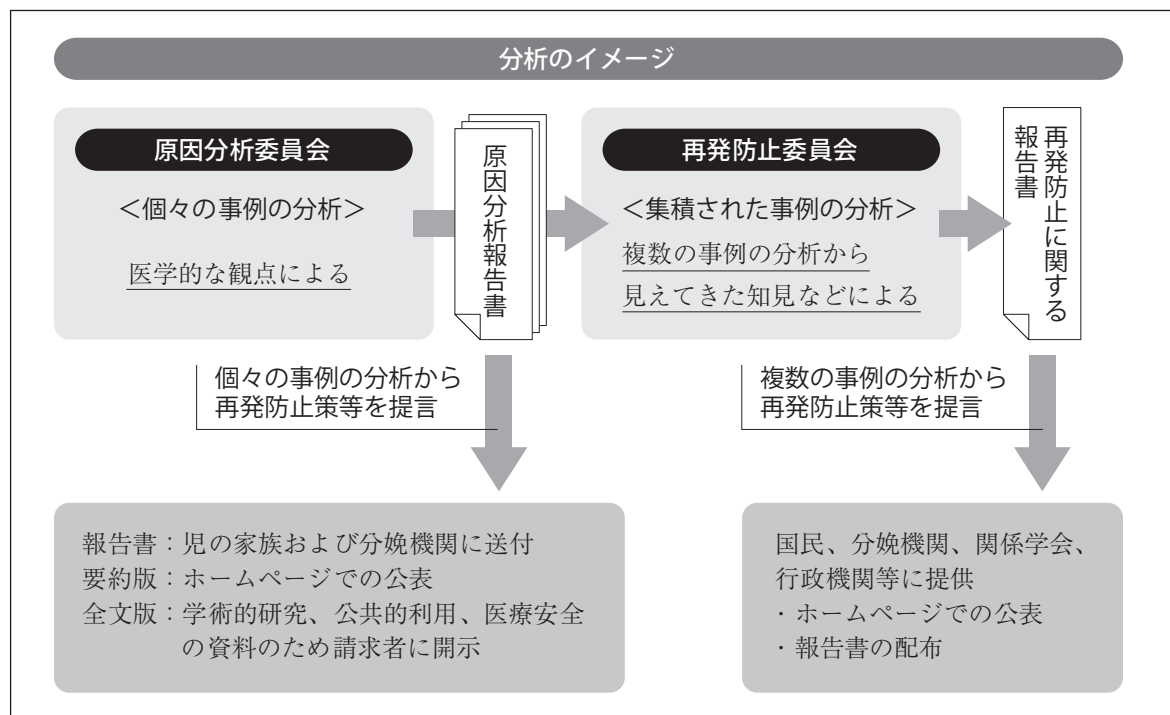 分析のイメージ
原因分析委員会
<個々の事例の分析>
医学的な観点による
原因分析報告書
再発防止委員会
<集積された事例の分析>
複数の事例の分析から
見えてきた知見などによる
再発防止に関する
報告書
個々の事例の分析から
再発防止策等を提言
複数の事例の分析から
再発防止策等を提言
報告書：児の家族および分娩機関に送付
要約版：ホームページでの公表
全文版：学術的研究、公共的利用、医療安全
の資料のため請求者に開示
国民、分娩機関、関係学会、
行政機関等に提供
・ホームページでの公表
・報告書の配布